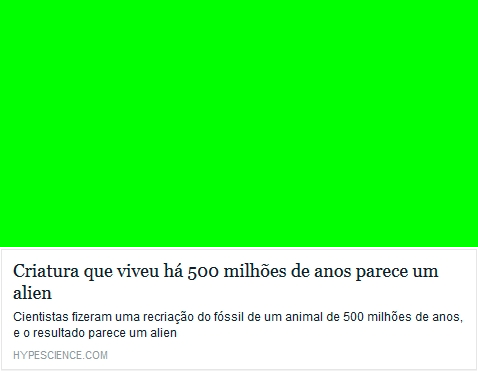 Criatura que viveu há 500 milhões de anos parece um
alien
Cientistas fizeram uma recriação do fóssil de um animal de 500 milhões de anos,
e o resultado parece um alien
HYPESCIENCE.COM